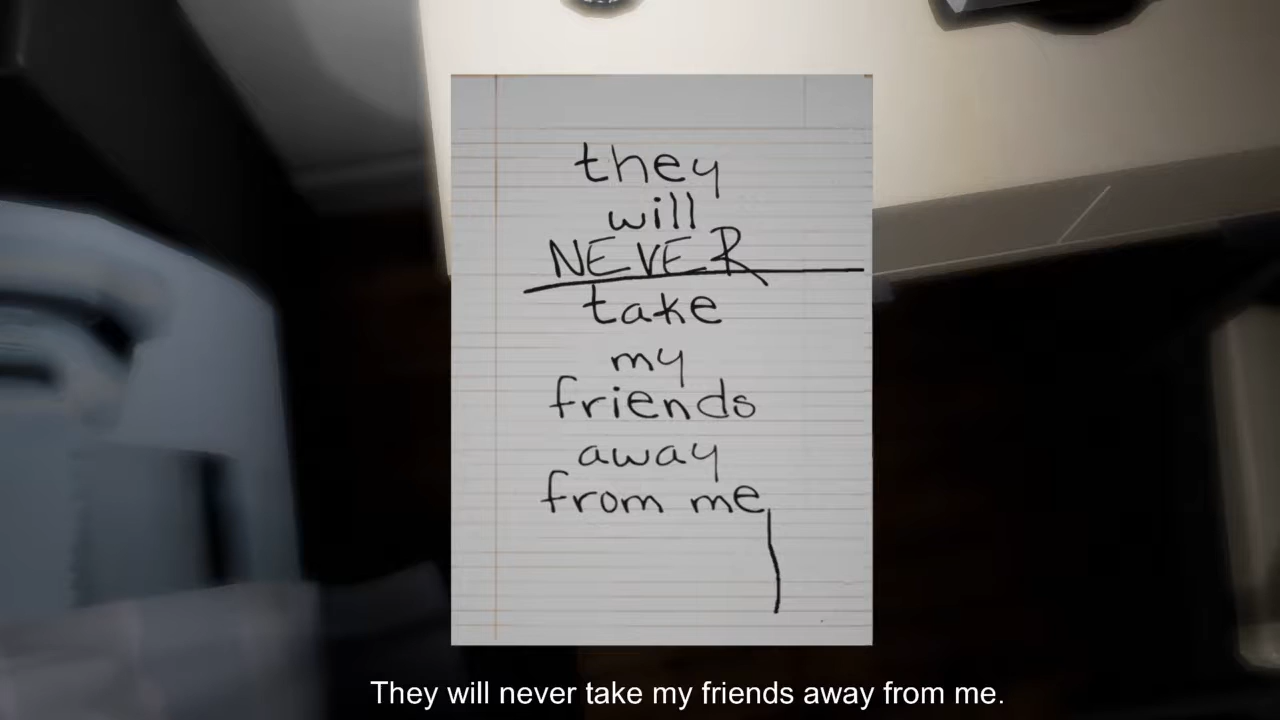 they
will
NEVER
take
my
friends
away
from me
They will never take my friends away from me.